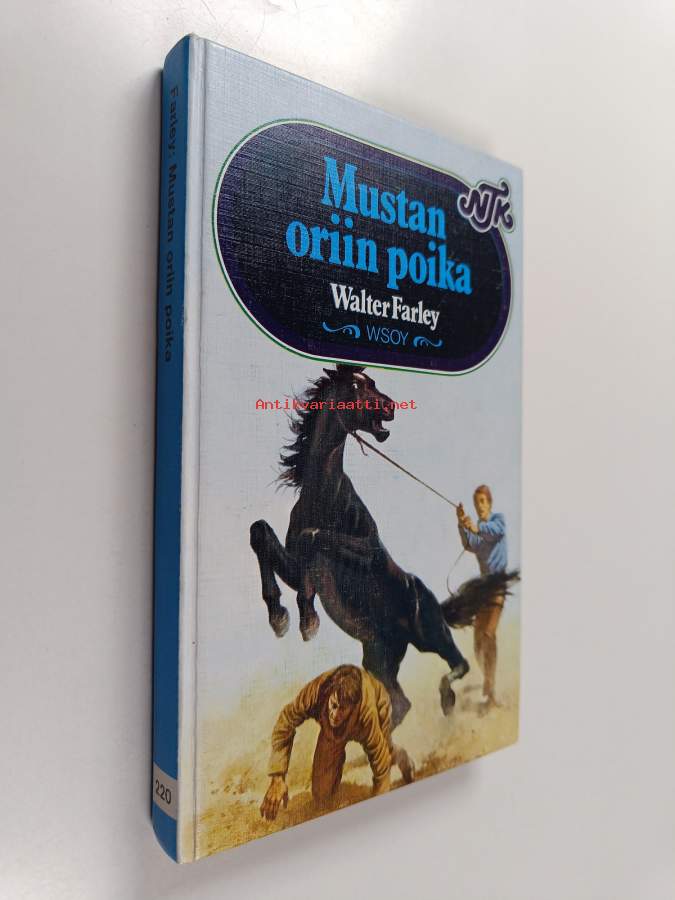 Farley: Mustan oriin poika
220
NTK
Mustan
oriin poika
Walter Farley
WSOY
Antikvariaatti.net